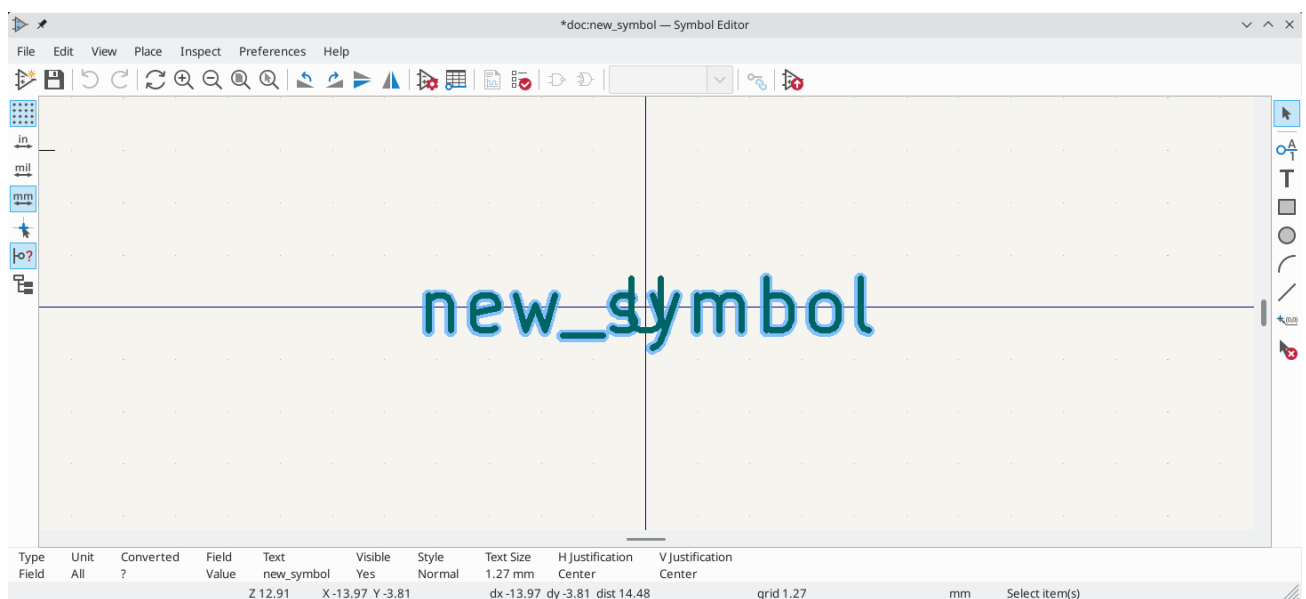 *doc:new_symbol — Symbol Editor
File Edit View Place Inspect Preferences Help
in
mil
mm
A
1
T
(0,0)
new_symbol
U
Type Unit Converted Field Text Visible Style Text Size H Justification V Justification
Field All ? Value new_symbol Yes Normal 1.27 mm Center Center
Z 12.91 X -13.97 Y -3.81 dx -13.97 dy -3.81 dist 14.48 grid 1.27 mm Select item(s)